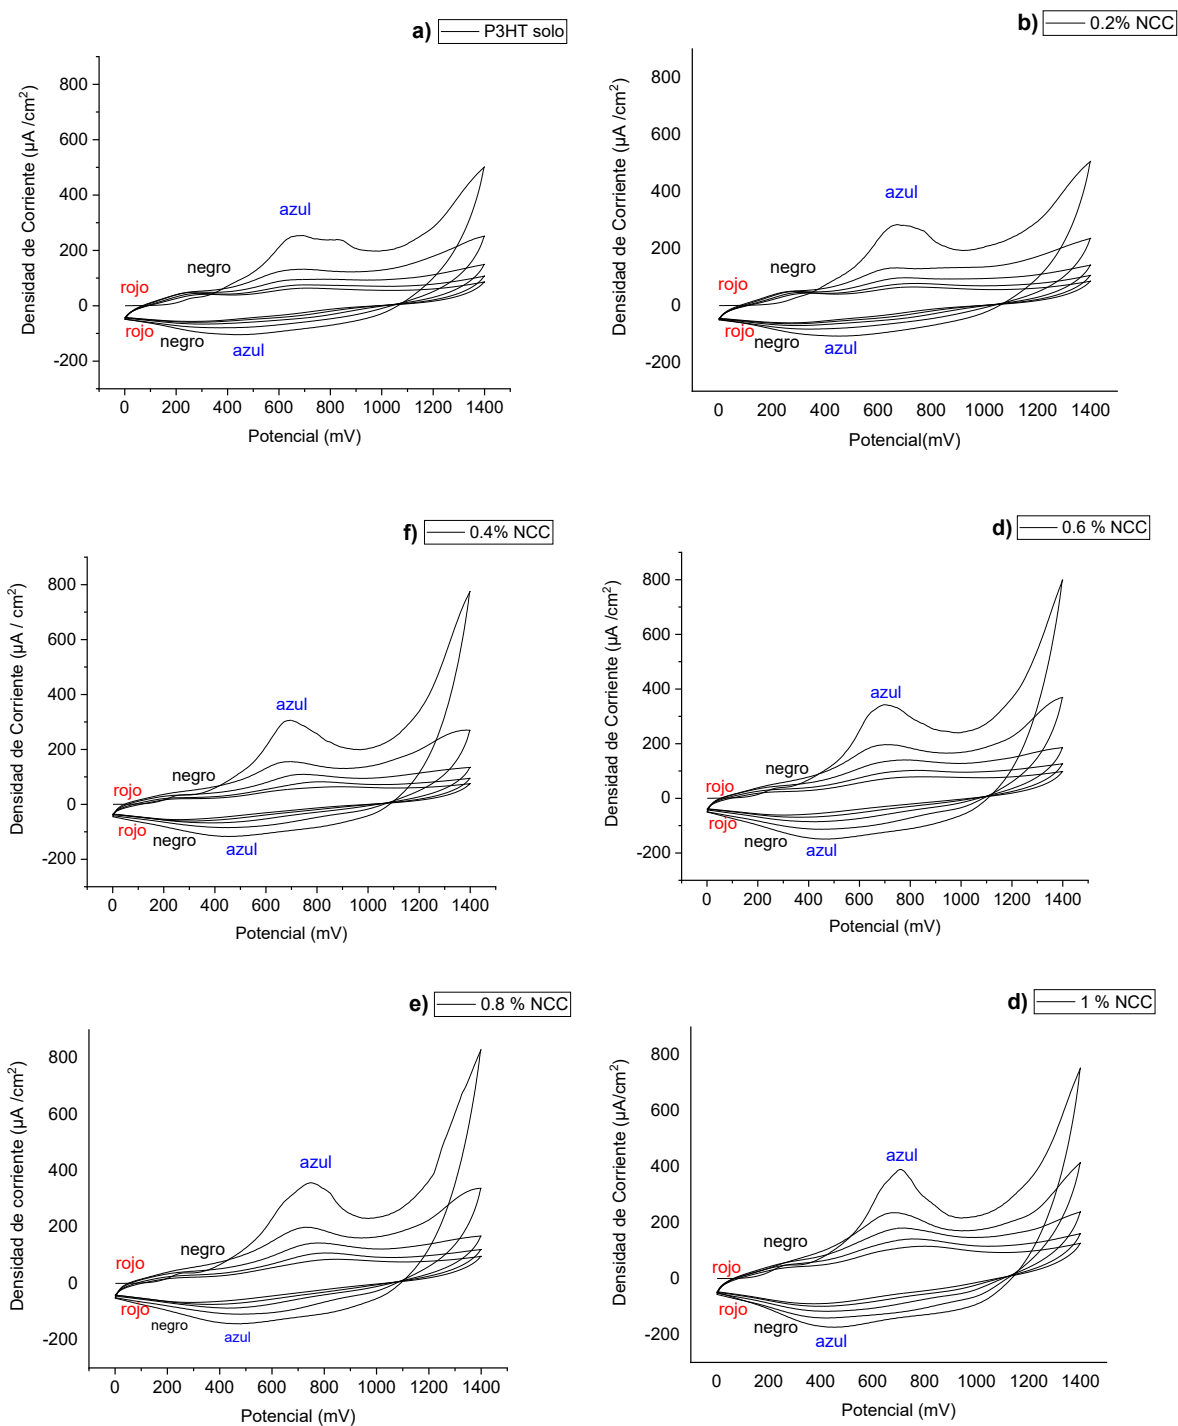 a) P3HT solo
Densidad de Corriente (µA /cm²)
800
600
400
200
0
-200
azul
negro
rojo
rojo
negro
azul
0 200 400 600 800 1000 1200 1400
Potencial (mV)
b) 0.2% NCC
Densidad de Corriente (µA /cm²)
800
600
400
200
0
-200
azul
negro
rojo
rojo
negro
azul
0 200 400 600 800 1000 1200 1400
Potencial(mV)
f) 0.4% NCC
Densidad de Corriente (µA / cm²)
800
600
400
200
0
-200
azul
negro
rojo
rojo
negro
azul
0 200 400 600 800 1000 1200 1400
Potencial (mV)
d) 0.6 % NCC
Densidad de Corriente (µA /cm²)
800
600
400
200
0
-200
azul
negro
rojo
rojo
negro
azul
0 200 400 600 800 1000 1200 1400
Potencial (mV)
e) 0.8 % NCC
Densidad de corriente (µA /cm²)
800
600
400
200
0
-200
azul
negro
rojo
rojo
negro
azul
0 200 400 600 800 1000 1200 1400
Potencial (mV)
d) 1 % NCC
Densidad de Corriente (µA/cm²)
800
600
400
200
0
-200
azul
negro
rojo
rojo
negro
azul
0 200 400 600 800 1000 1200 1400
Potencial (mV)